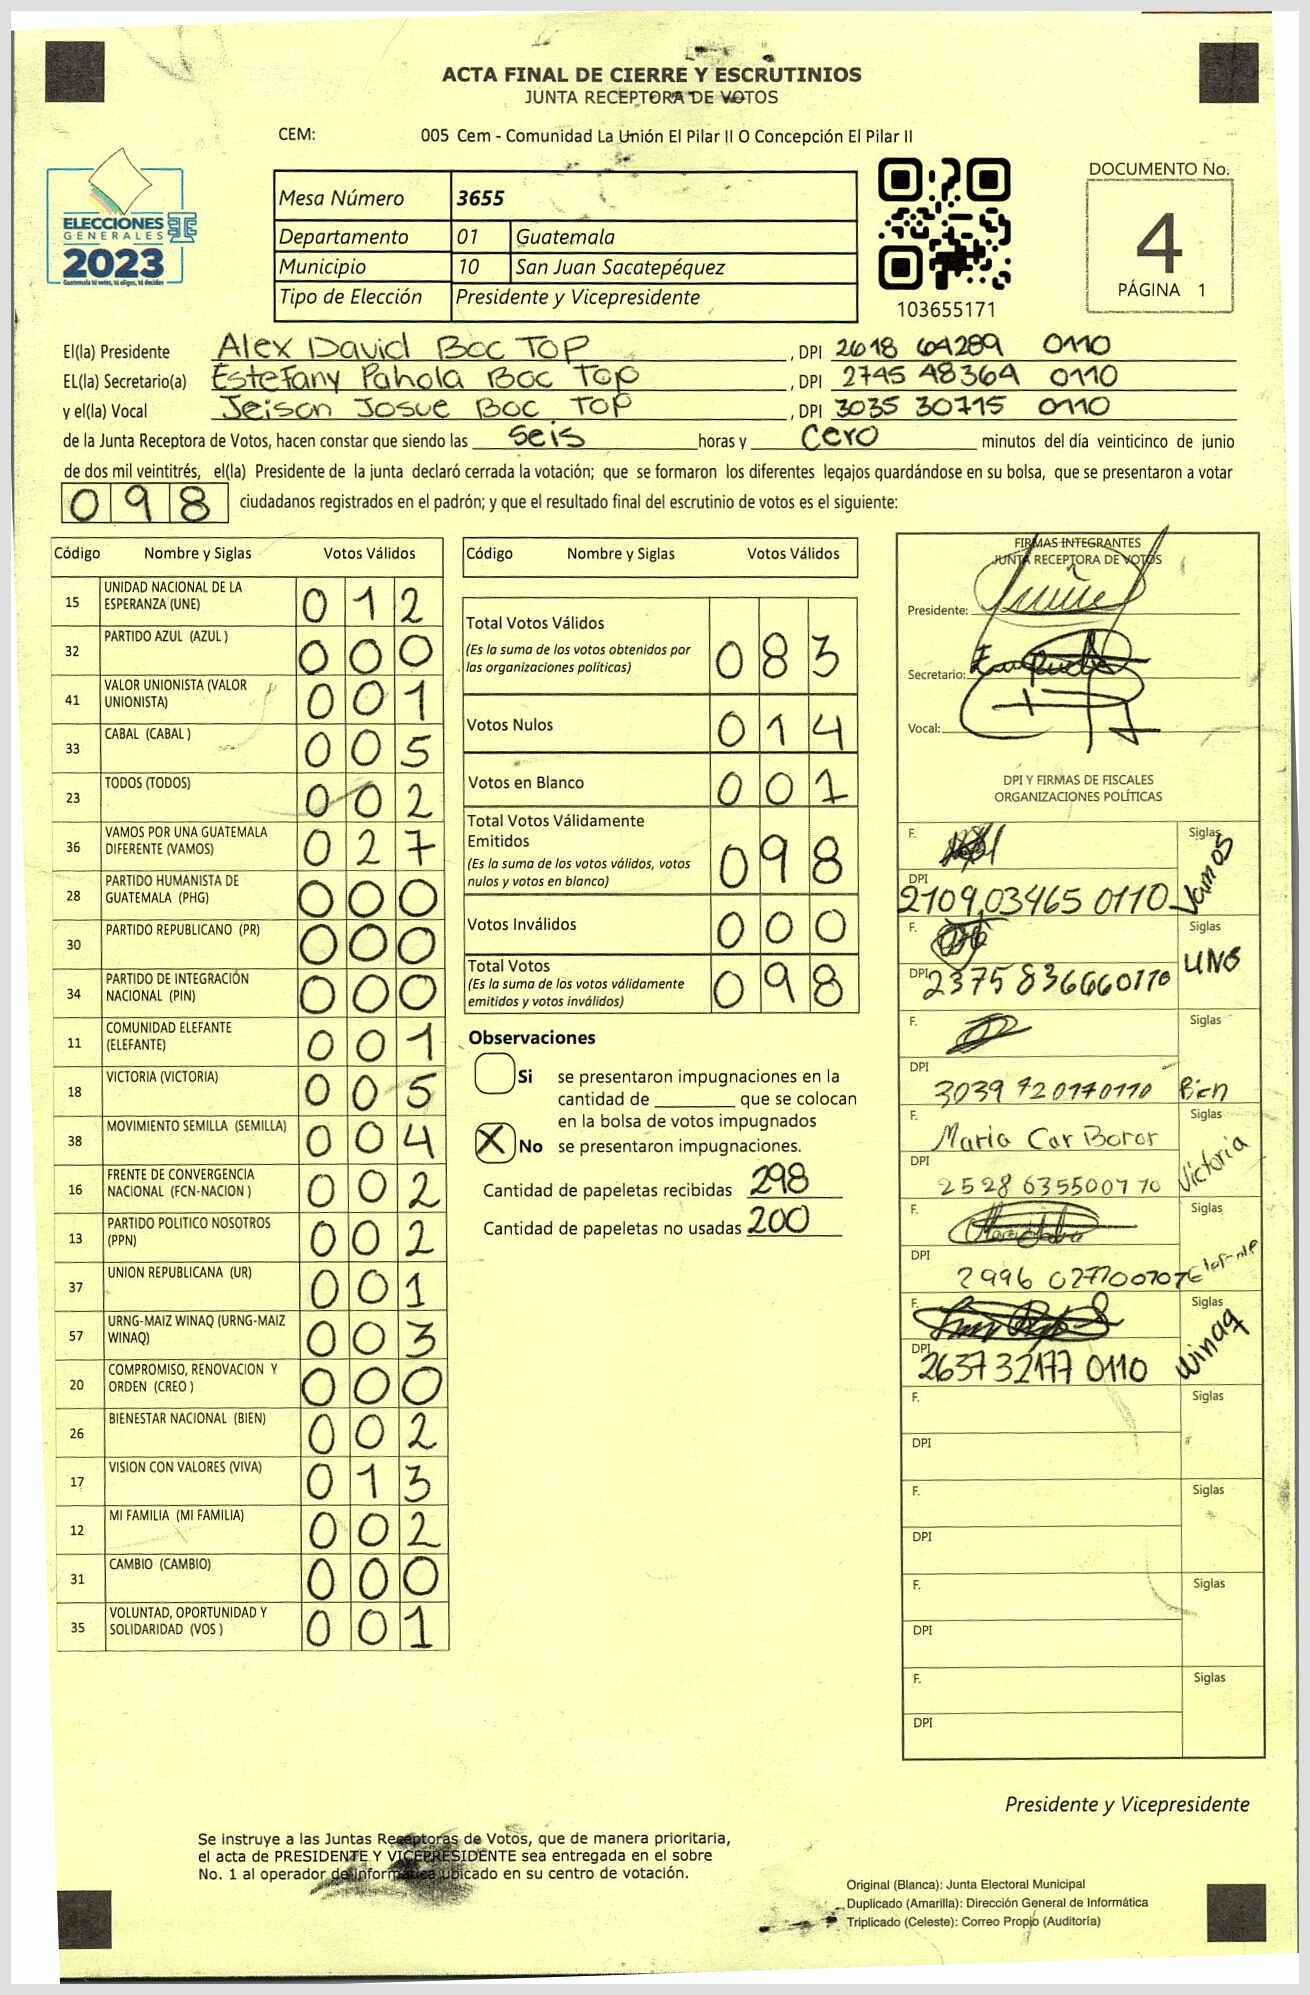 ACTA FINAL DE CIERRE Y ESCRUTINIOS
JUNTA RECEPTORA DE VOTOS
CEM: 005 Cem - Comunidad La Unión El Pilar II O Concepción El Pilar II
ELECCIONES
GENERALES
2023
Guatemala tú votas, tú eliges, tú decides
Mesa Número 3655
Departamento 01 Guatemala
Municipio 10 San Juan Sacatepéquez
Tipo de Elección Presidente y Vicepresidente
103655171
DOCUMENTO No.
4
PÁGINA 1
El(la) Presidente Alex David Boc Top , DPI 2618 64289 0110
EL(la) Secretario(a) Estefany Pahola Boc Top , DPI 2745 48364 0110
y el(la) Vocal Jeison Josue Boc Top , DPI 3035 30715 0110
de la Junta Receptora de Votos, hacen constar que siendo las seis horas y cero minutos del día veinticinco de junio
de dos mil veintitrés, el(la) Presidente de la junta declaró cerrada la votación; que se formaron los diferentes legajos guardándose en su bolsa, que se presentaron a votar
098 ciudadanos registrados en el padrón; y que el resultado final del escrutinio de votos es el siguiente:
Código Nombre y Siglas Votos Válidos
15 UNIDAD NACIONAL DE LA ESPERANZA (UNE) 012
32 PARTIDO AZUL (AZUL ) 000
41 VALOR UNIONISTA (VALOR UNIONISTA) 001
33 CABAL (CABAL ) 005
23 TODOS (TODOS) 002
36 VAMOS POR UNA GUATEMALA DIFERENTE (VAMOS) 027
28 PARTIDO HUMANISTA DE GUATEMALA (PHG) 000
30 PARTIDO REPUBLICANO (PR) 000
34 PARTIDO DE INTEGRACIÓN NACIONAL (PIN) 000
11 COMUNIDAD ELEFANTE (ELEFANTE) 001
18 VICTORIA (VICTORIA) 005
38 MOVIMIENTO SEMILLA (SEMILLA) 004
16 FRENTE DE CONVERGENCIA NACIONAL (FCN-NACION ) 002
13 PARTIDO POLITICO NOSOTROS (PPN) 002
37 UNION REPUBLICANA (UR) 001
57 URNG-MAIZ WINAQ (URNG-MAIZ WINAQ) 003
20 COMPROMISO, RENOVACION Y ORDEN (CREO ) 000
26 BIENESTAR NACIONAL (BIEN) 002
17 VISION CON VALORES (VIVA) 013
12 MI FAMILIA (MI FAMILIA) 002
31 CAMBIO (CAMBIO) 000
35 VOLUNTAD, OPORTUNIDAD Y SOLIDARIDAD (VOS ) 001
Código Nombre y Siglas Votos Válidos
Total Votos Válidos 083
(Es la suma de los votos obtenidos por
las organizaciones políticas)
Votos Nulos 014
Votos en Blanco 001
Total Votos Válidamente
Emitidos 098
(Es la suma de los votos válidos, votos
nulos y votos en blanco)
Votos Inválidos 000
Total Votos 098
(Es la suma de los votos válidamente
emitidos y votos inválidos)
Observaciones
Si se presentaron impugnaciones en la
cantidad de ________ que se colocan
en la bolsa de votos impugnados
X No se presentaron impugnaciones.
Cantidad de papeletas recibidas 298
Cantidad de papeletas no usadas 200
FIRMAS INTEGRANTES
JUNTA RECEPTORA DE VOTOS
Presidente:
Secretario:
Vocal:
DPI Y FIRMAS DE FISCALES
ORGANIZACIONES POLÍTICAS
F. Siglas Vamos
DPI 2109 03465 0110
F. Siglas UNE
DPI 2375 836660110
F. Siglas Bien
DPI 3039 920170110
F. Maria Car Boror Siglas Victoria
DPI 2528 635500110
F. Siglas
DPI
F. Siglas Winaq
DPI 2637 32177 0110
F. Siglas
DPI
F. Siglas
DPI
F. Siglas
DPI
F. Siglas
DPI
Presidente y Vicepresidente
Se instruye a las Juntas Receptoras de Votos, que de manera prioritaria,
el acta de PRESIDENTE Y VICEPRESIDENTE sea entregada en el sobre
No. 1 al operador de informática ubicado en su centro de votación.
Original (Blanca): Junta Electoral Municipal
Duplicado (Amarilla): Dirección General de Informática
Triplicado (Celeste): Correo Propio (Auditoría)